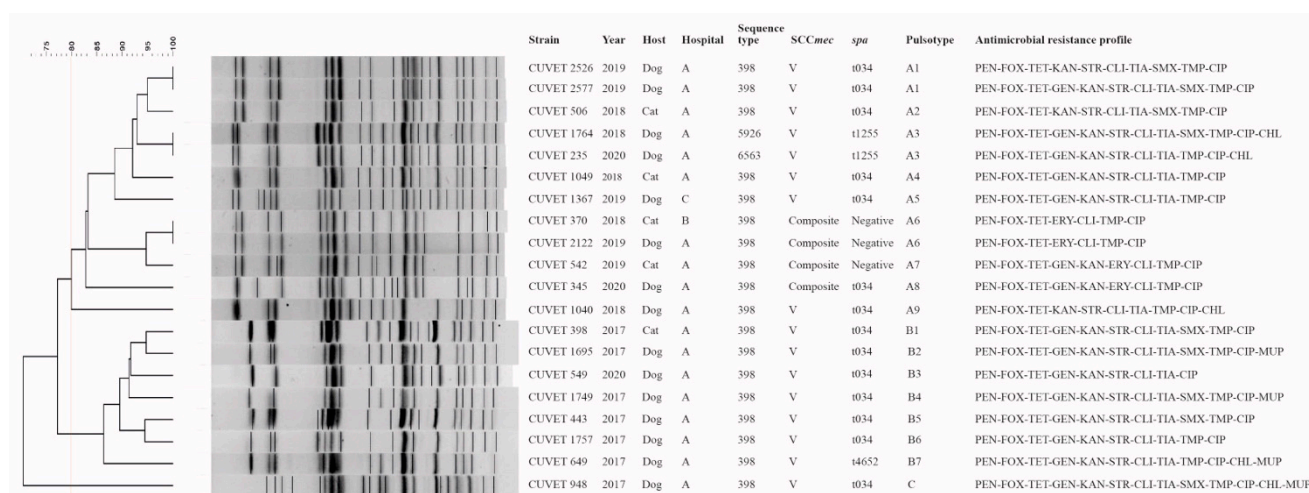 75 80 85 90 95 100
Strain Year Host Hospital Sequence type SCCmec spa Pulsotype Antimicrobial resistance profile
CUVET 2526 2019 Dog A 398 V t034 A1 PEN-FOX-TET-KAN-STR-CLI-TIA-SMX-TMP-CIP
CUVET 2577 2019 Dog A 398 V t034 A1 PEN-FOX-TET-GEN-KAN-STR-CLI-TIA-SMX-TMP-CIP
CUVET 506 2018 Cat A 398 V t034 A2 PEN-FOX-TET-KAN-STR-CLI-TIA-SMX-TMP-CIP
CUVET 1764 2018 Dog A 5926 V t1255 A3 PEN-FOX-TET-GEN-KAN-STR-CLI-TIA-SMX-TMP-CIP-CHL
CUVET 235 2020 Dog A 6563 V t1255 A3 PEN-FOX-TET-GEN-KAN-STR-CLI-TIA-TMP-CIP-CHL
CUVET 1049 2018 Cat A 398 V t034 A4 PEN-FOX-TET-GEN-KAN-STR-CLI-TIA-TMP-CIP
CUVET 1367 2019 Dog C 398 V t034 A5 PEN-FOX-TET-GEN-KAN-STR-CLI-TIA-TMP-CIP
CUVET 370 2018 Cat B 398 Composite Negative A6 PEN-FOX-TET-ERY-CLI-TMP-CIP
CUVET 2122 2019 Dog A 398 Composite Negative A6 PEN-FOX-TET-ERY-CLI-TMP-CIP
CUVET 542 2019 Cat A 398 Composite Negative A7 PEN-FOX-TET-GEN-KAN-ERY-CLI-TMP-CIP
CUVET 345 2020 Dog A 398 Composite t034 A8 PEN-FOX-TET-GEN-KAN-ERY-CLI-TMP-CIP
CUVET 1040 2018 Dog A 398 V t034 A9 PEN-FOX-TET-KAN-STR-CLI-TIA-TMP-CIP-CHL
CUVET 398 2017 Cat A 398 V t034 B1 PEN-FOX-TET-GEN-KAN-STR-CLI-TIA-SMX-TMP-CIP
CUVET 1695 2017 Dog A 398 V t034 B2 PEN-FOX-TET-GEN-KAN-STR-CLI-TIA-SMX-TMP-CIP-MUP
CUVET 549 2020 Dog A 398 V t034 B3 PEN-FOX-TET-GEN-KAN-STR-CLI-TIA-CIP
CUVET 1749 2017 Dog A 398 V t034 B4 PEN-FOX-TET-GEN-KAN-STR-CLI-TIA-SMX-TMP-CIP-MUP
CUVET 443 2017 Dog A 398 V t034 B5 PEN-FOX-TET-GEN-KAN-STR-CLI-TIA-SMX-TMP-CIP
CUVET 1757 2017 Dog A 398 V t034 B6 PEN-FOX-TET-GEN-KAN-STR-CLI-TIA-TMP-CIP
CUVET 649 2017 Dog A 398 V t4652 B7 PEN-FOX-TET-GEN-KAN-STR-CLI-TIA-TMP-CIP-CHL-MUP
CUVET 948 2017 Dog A 398 V t034 C PEN-FOX-TET-GEN-KAN-STR-CLI-TIA-SMX-TMP-CIP-CHL-MUP